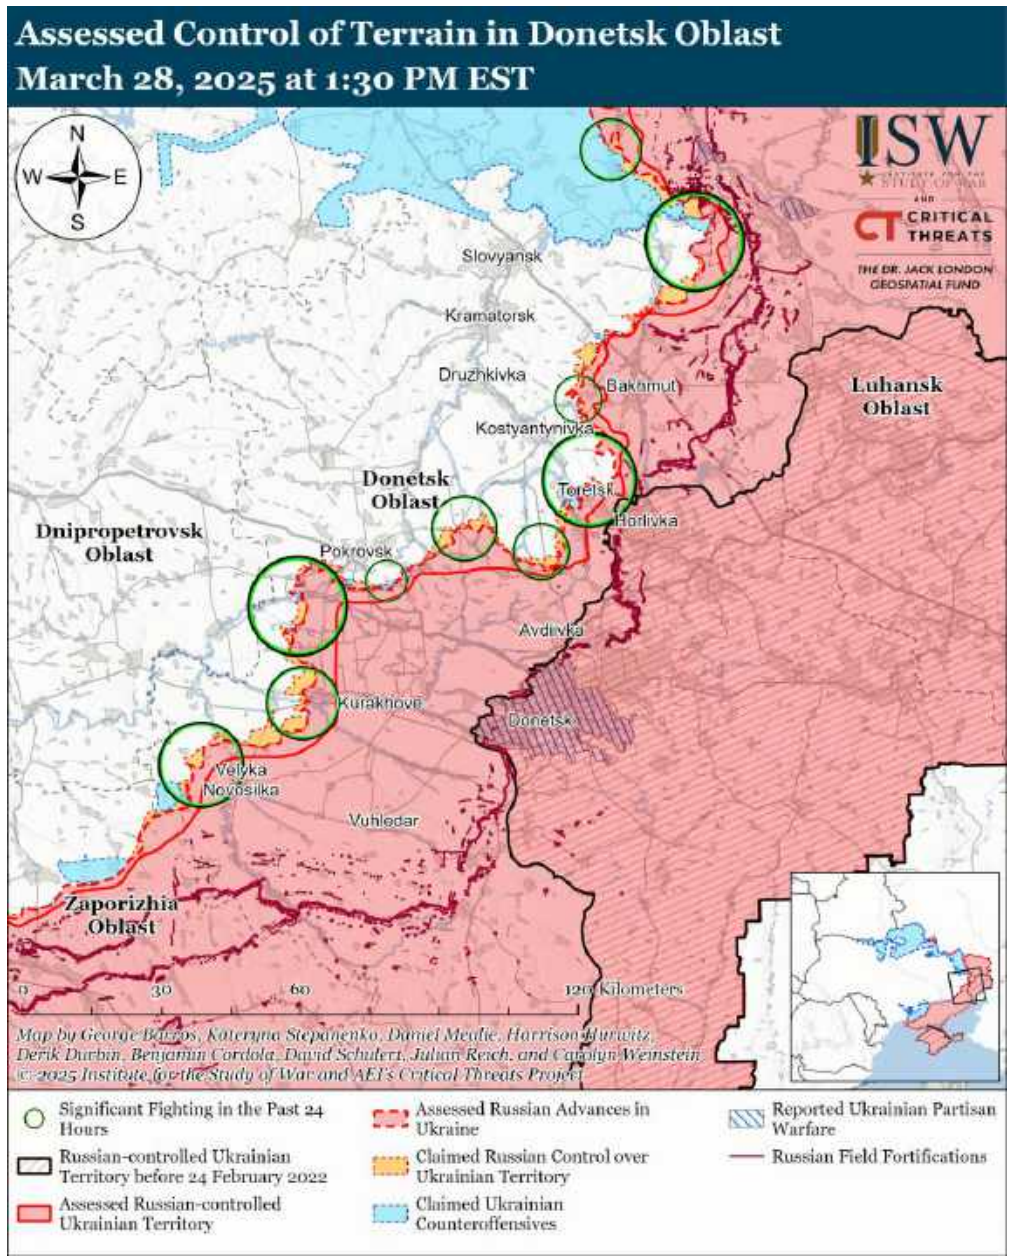 Assessed Control of Terrain in Donetsk Oblast
March 28, 2025 at 1:30 PM EST
N
W E
S
ISW
INSTITUTE FOR THE
STUDY OF WAR
AND
CT CRITICAL
THREATS
THE DR. JACK LONDON
GEOSPATIAL FUND
Slovyansk
Kramatorsk
Druzhkivka
Bakhmut
Luhansk
Oblast
Kostyantynivka
Donetsk
Oblast
Toretsk
Horlivka
Dnipropetrovsk
Oblast
Pokrovsk
Avdiivka
Kurakhove
Donetsk
Velyka
Novosilka
Vuhledar
Zaporizhia
Oblast
0 30 60 120 Kilometers
Map by George Barros, Kateryna Stepanenko, Daniel Mealie, Harrison Hurwitz,
Derik Durbin, Benjamin Cordola, David Schulert, Julian Reich, and Carolyn Weinstein
© 2025 Institute for the Study of War and AEI's Critical Threats Project
Significant Fighting in the Past 24
Hours
Russian-controlled Ukrainian
Territory before 24 February 2022
Assessed Russian-controlled
Ukrainian Territory
Assessed Russian Advances in
Ukraine
Claimed Russian Control over
Ukrainian Territory
Claimed Ukrainian
Counteroffensives
Reported Ukrainian Partisan
Warfare
Russian Field Fortifications